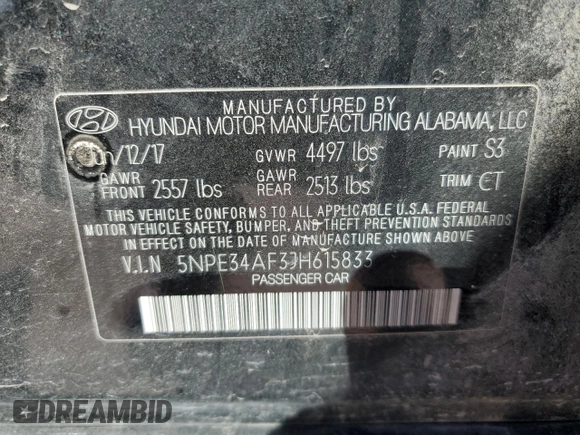 MANUFACTURED BY
HYUNDAI MOTOR MANUFACTURING ALABAMA, LLC
/12/17 GVWR 4497 lbs PAINT S3
GAWR FRONT 2557 lbs GAWR REAR 2513 lbs TRIM CT
THIS VEHICLE CONFORMS TO ALL APPLICABLE U.S.A. FEDERAL
MOTOR VEHICLE SAFETY, BUMPER, AND THEFT PREVENTION STANDARDS
IN EFFECT ON THE DATE OF MANUFACTURE SHOWN ABOVE
V.I.N 5NPE34AF3JH615833
PASSENGER CAR
DREAMBID